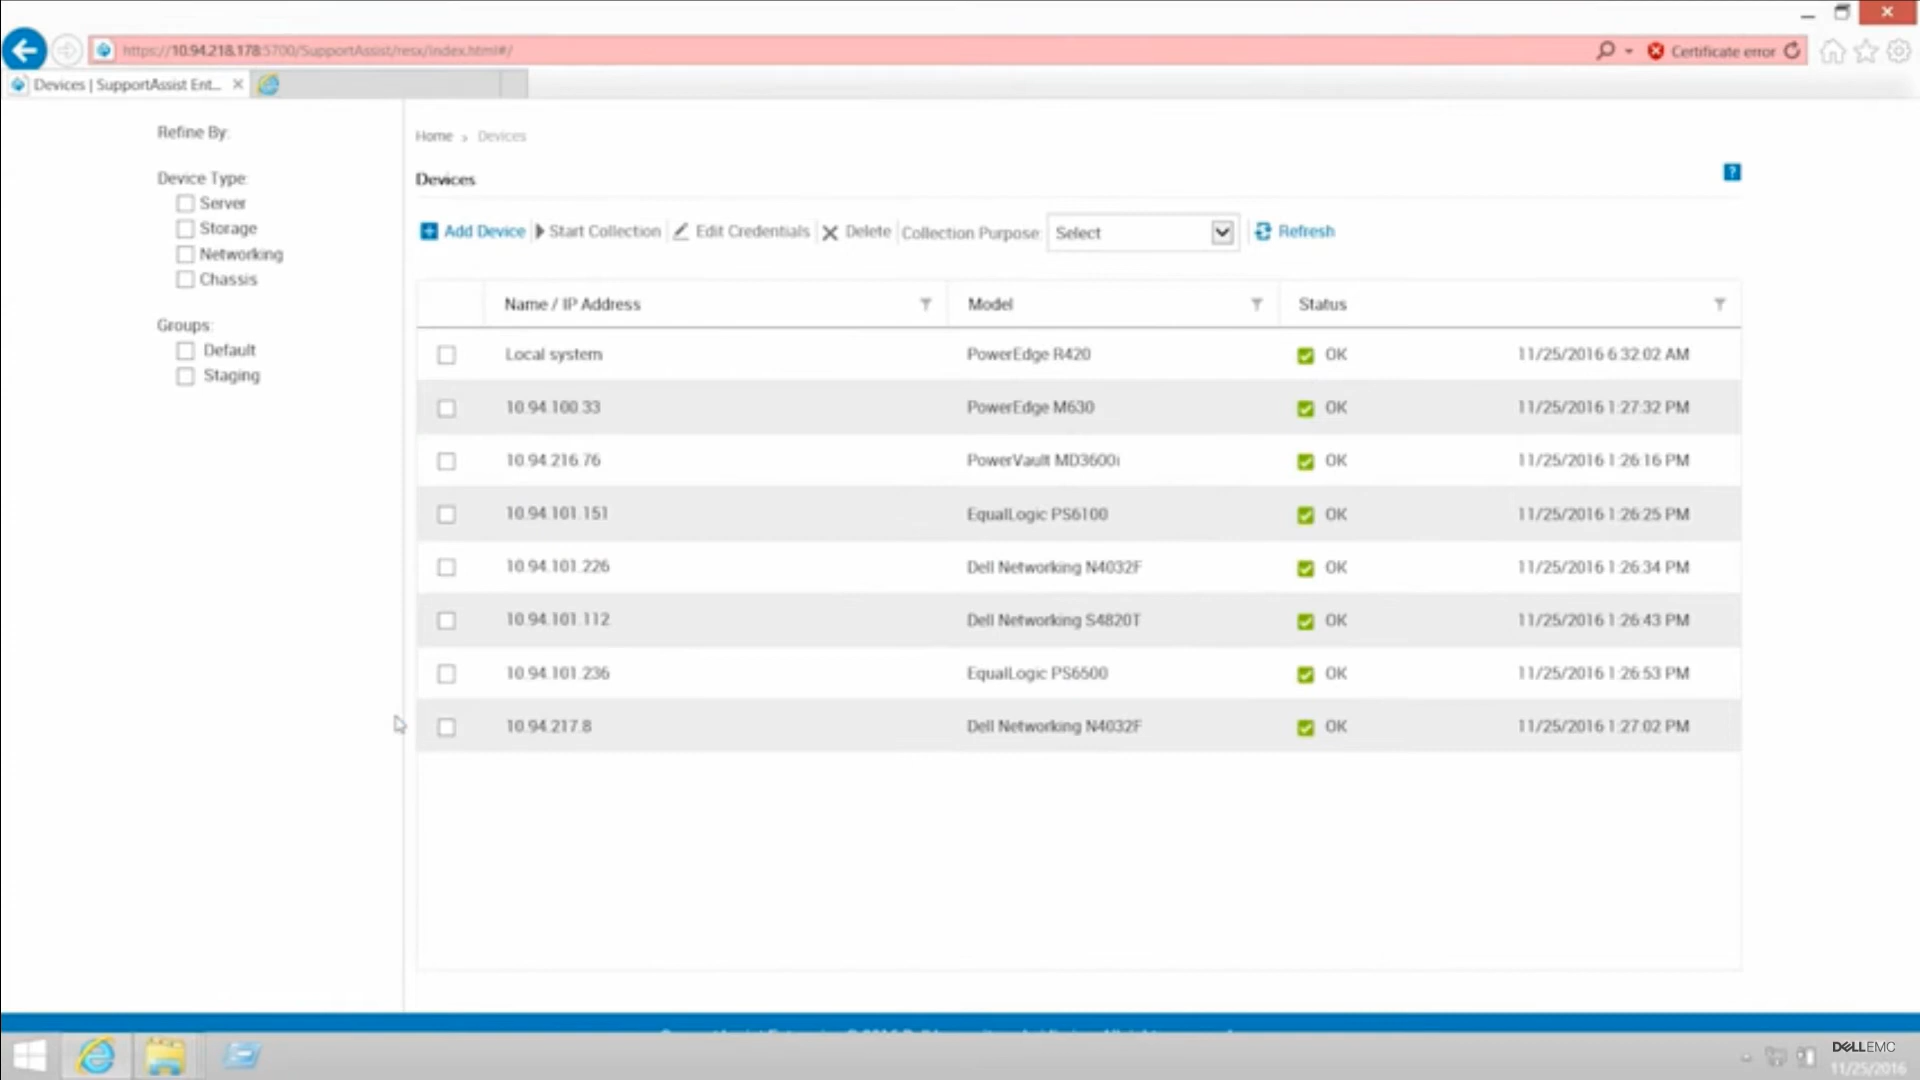 https://10.94.218.178:5700/SupportAssist/resx/index.html#/
Certificate error
Devices | SupportAssist Ent...
Refine By:
Device Type:
Server
Storage
Networking
Chassis
Groups:
Default
Staging
Home > Devices
Devices
?
Add Device Start Collection Edit Credentials Delete Collection Purpose: Select Refresh
Name / IP Address Model Status
Local system PowerEdge R420 OK 11/25/2016 6:32:02 AM
10.94.100.33 PowerEdge M630 OK 11/25/2016 1:27:32 PM
10.94.216.76 PowerVault MD3600i OK 11/25/2016 1:26:16 PM
10.94.101.151 EqualLogic PS6100 OK 11/25/2016 1:26:25 PM
10.94.101.226 Dell Networking N4032F OK 11/25/2016 1:26:34 PM
10.94.101.112 Dell Networking S4820T OK 11/25/2016 1:26:43 PM
10.94.101.236 EqualLogic PS6500 OK 11/25/2016 1:26:53 PM
10.94.217.8 Dell Networking N4032F OK 11/25/2016 1:27:02 PM
DELLEMC
11/25/2016